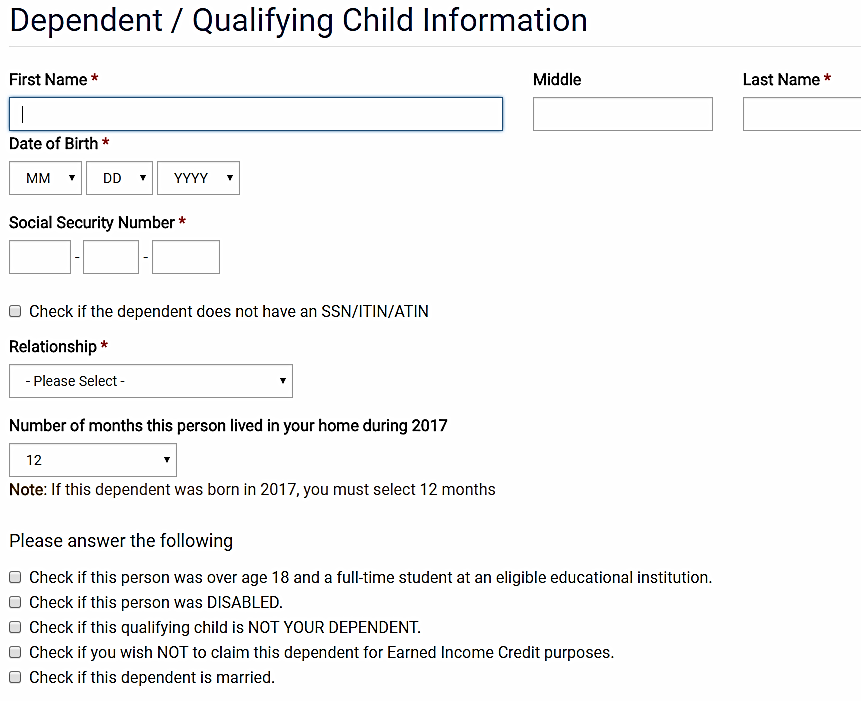 Dependent / Qualifying Child Information
First Name * Middle Last Name *
Date of Birth *
MM DD YYYY
Social Security Number *
- -
Check if the dependent does not have an SSN/ITIN/ATIN
Relationship *
- Please Select -
Number of months this person lived in your home during 2017
12
Note: If this dependent was born in 2017, you must select 12 months
Please answer the following
Check if this person was over age 18 and a full-time student at an eligible educational institution.
Check if this person was DISABLED.
Check if this qualifying child is NOT YOUR DEPENDENT.
Check if you wish NOT to claim this dependent for Earned Income Credit purposes.
Check if this dependent is married.